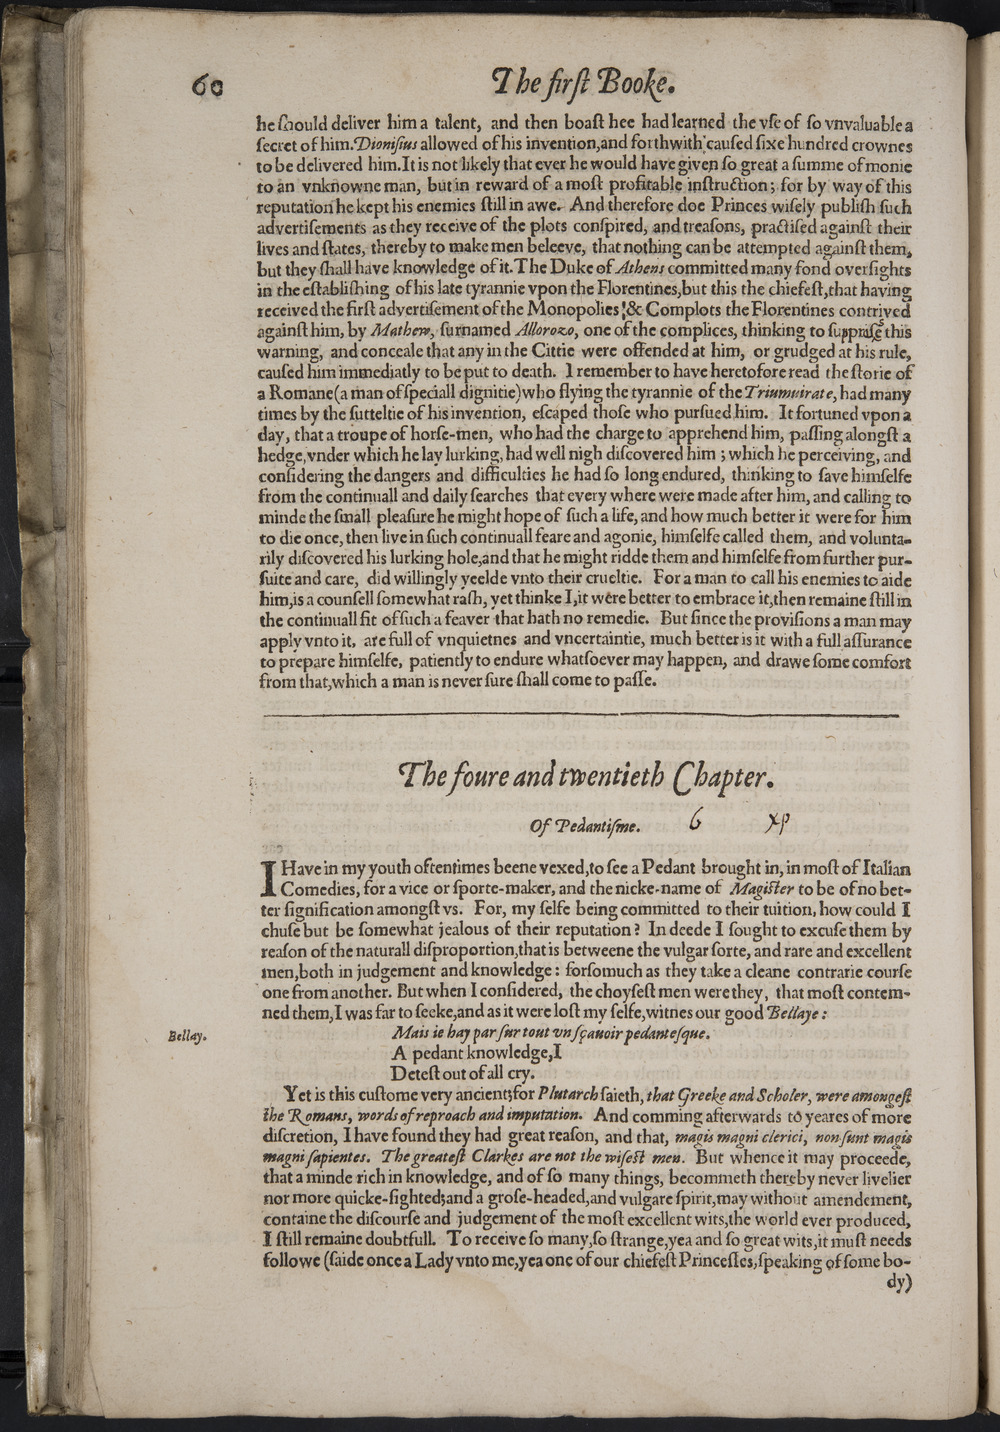 60
The firſt Booke.
he ſhould deliver him a talent, and then boaſt hee had learned the vſe of ſo vnvaluable a
ſecret of him. Dioniſius allowed of his invention, and forthwith cauſed ſixe hundred crownes
to be delivered him. It is not likely that ever he would have given ſo great a ſumme of monie
to an vnknowne man, but in reward of a moſt profitable inſtruction; for by way of this
reputation he kept his enemies ſtill in awe. And therefore doe Princes wiſely publiſh ſuch
advertiſements as they receive of the plots conſpired, and treaſons, practiſed againſt their
lives and ſtates, thereby to make men beleeve, that nothing can be attempted againſt them,
but they ſhall have knowledge of it. The Duke of Athens committed many fond overſights
in the eſtabliſhing of his late tyrannie vpon the Florentines, but this the chiefeſt, that having
received the firſt advertiſement of the Monopolies & Complots the Florentines contrived
againſt him, by Mathew, ſurnamed Allorozo, one of the complices, thinking to this
warning, and conceale that any in the Cittie were offended at him, or grudged at his rule,
cauſed him immediatly to be put to death. I remember to have heretofore read the ſtorie of
a Romane (a man of ſpeciall dignitie) who flying the tyrannie of the Triumuirate, had many
times by the ſutteltie of his invention, eſcaped thoſe who purſued him. It fortuned vpon a
day, that a troupe of horſe-men, who had the charge to apprehend him, paſſing alongſt a
hedge, vnder which he lay lurking, had well nigh diſcovered him; which he perceiving, and
conſidering the dangers and difficulties he had ſo long endured, thinking to ſave himſelfe
from the continuall and daily ſearches that every where were made after him, and calling to
minde the ſmall pleaſure he might hope of ſuch a life, and how much better it were for him
to die once, then live in ſuch continuall feare and agonie, himſelfe called them, and volunta-
rily diſcovered his lurking hole, and that he might ridde them and himſelfe from further pur-
ſuite and care, did willingly yeelde vnto their crueltie. For a man to call his enemies to aide
him, is a counſell ſomewhat raſh, yet thinke I, it were better to embrace it, then remaine ſtill in
the continuall fit of ſuch a feaver that hath no remedie. But ſince the proviſions a man may
apply vnto it, are full of vnquietnes and vncertaintie, much better is it with a full aſſurance
to prepare himſelfe, patiently to endure whatſoever may happen, and drawe ſome comfort
from that, which a man is never ſure ſhall come to paſſe.
The foure and twentieth Chapter.
Of Pedantiſme. 6
I Have in my youth oftentimes beene vexed, to ſee a Pedant brought in, in moſt of Italian
Comedies, for a vice or ſporte-maker, and the nicke-name of Magiſter to be of no bet-
ter ſignification amongſt vs. For, my ſelfe being committed to their tuition, how could I
chuſe but be ſomewhat jealous of their reputation? In deede I ſought to excuſe them by
reaſon of the naturall diſproportion, that is betweene the vulgar ſorte, and rare and excellent
men, both in judgement and knowledge: forſomuch as they take a cleane contrarie courſe
one from another. But when I conſidered, the choyſeſt men were they, that moſt contem-
ned them, I was far to ſeeke, and as it were loſt my ſelfe, witnes our good Bellaye:
Bellay.
Mais ie hay par ſur tout vn ſçauoir pedanteſque.
A pedant knowledge, I
Deteſt out of all cry.
Yet is this cuſtome very ancient; for Plutarch ſaieth, that Greeke and Scholer, were amongeſt
the Romans, words of reproach and imputation. And comming afterwards to yeares of more
diſcretion, I have found they had great reaſon, and that, magis magni clerici, non ſunt magis
magni ſapientes. The greateſt Clarkes are not the wiſeſt men. But whence it may proceede,
that a minde rich in knowledge, and of ſo many things, becommeth thereby never livelier
nor more quicke-ſighted; and a groſe-headed, and vulgare ſpirit, may without amendement,
containe the diſcourſe and judgement of the moſt excellent wits, the world ever produced,
I ſtill remaine doubtfull. To receive ſo many, ſo ſtrange, yea and ſo great wits, it muſt needs
followe (ſaide once a Lady vnto me, yea one of our chiefeſt Princeſſes, ſpeaking of ſome bo-
dy)